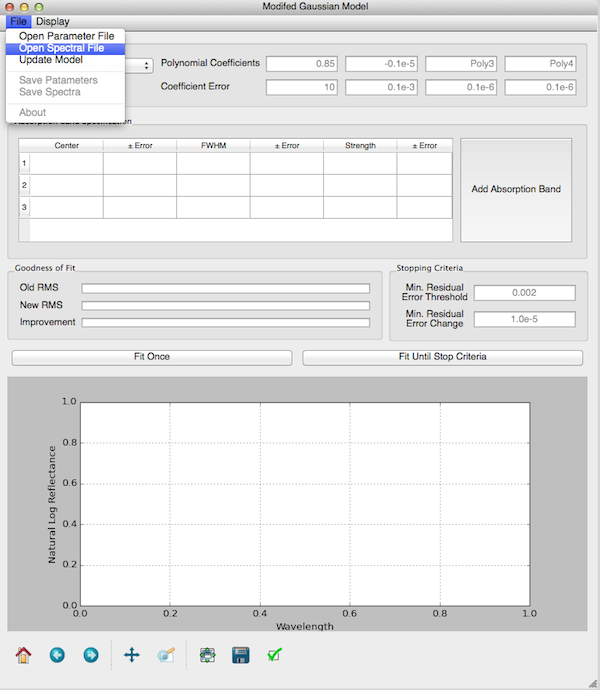 Modifed Gaussian Model
File Display
Open Parameter File
Open Spectral File
Update Model
Save Patameters
Save Spectra
About
Polynomial Coefficients 0.85 -0.1e-5 Poly3 Poly4
Coefficient Error 10 0.1e-3 0.1e-6 0.1e-6
Center ± Error FWHM ± Error Strength ± Error
1
2
3
Add Absorption Band
Goodness of Fit
Old RMS
New RMS
Improvement
Stopping Criteria
Min. Residual
Error Threshold
0.002
Min. Residual
Error Change
1.0e-5
Fit Once Fit Until Stop Criteria
Natural Log Reflectance
1.0
0.8
0.6
0.4
0.2
0.0
0.0 0.2 0.4 0.6 0.8 1.0
Wavelength